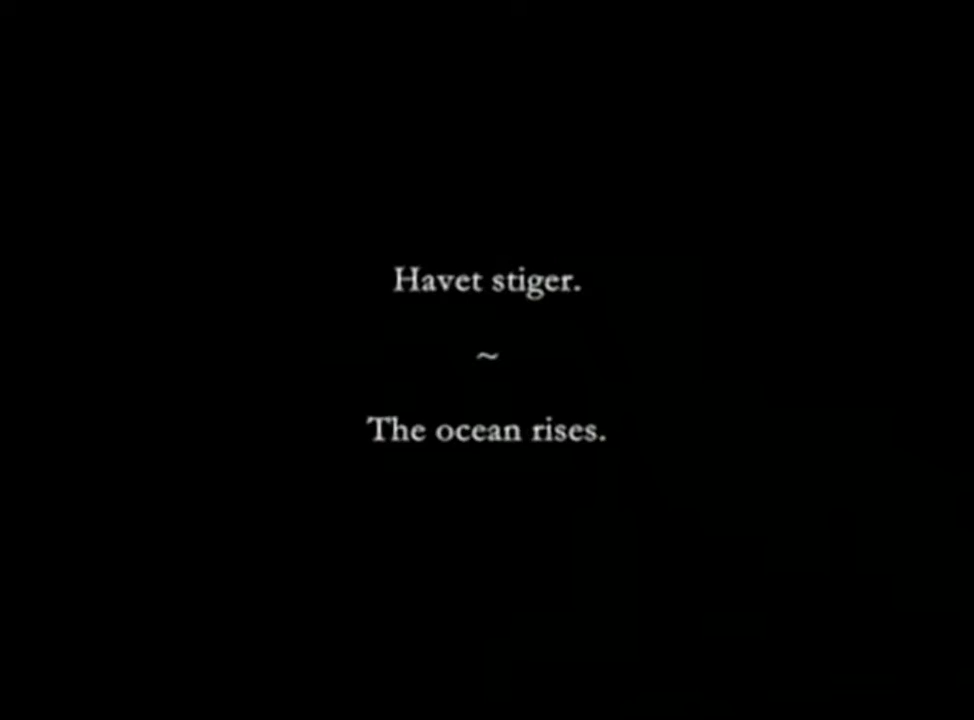 Havet stiger.
~
The ocean rises.